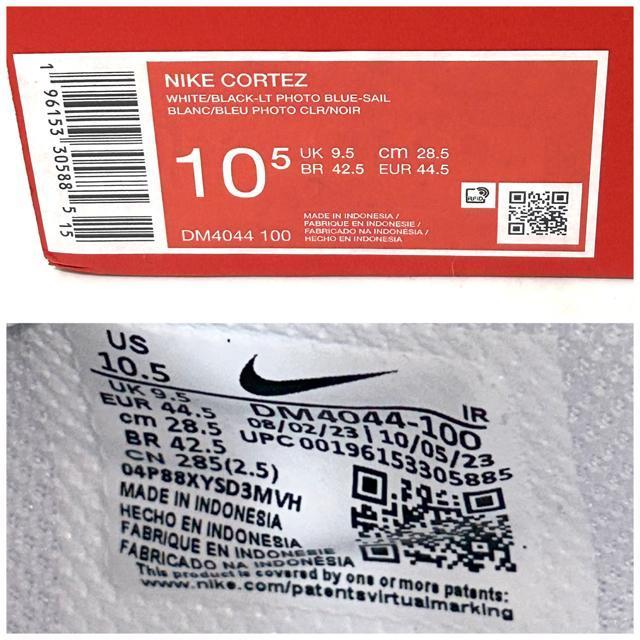 1 96153 30588 5 15
NIKE CORTEZ
WHITE/BLACK-LT PHOTO BLUE-SAIL
BLANC/BLEU PHOTO CLR/NOIR
10⁵ UK 9.5 cm 28.5
BR 42.5 EUR 44.5
RFID
MADE IN INDONESIA /
FABRIQUE EN INDONESIE /
FABRICADO NA INDONÉSIA /
HECHO EN INDONESIA
DM4044 100
US
10.5
UK 9.5
EUR 44.5
cm 28.5
BR 42.5
CN 285(2.5)
04P88XYSD3MVH
DM4044-100 IR
08/02/23 | 10/05/23
UPC 00196153305885
MADE IN INDONESIA
HECHO EN INDONESIA
FABRIQUE EN INDONESIE
FABRICADO NA INDONESIA
This product is covered by one or more patents:
www.nike.com/patentsvirtualmarking